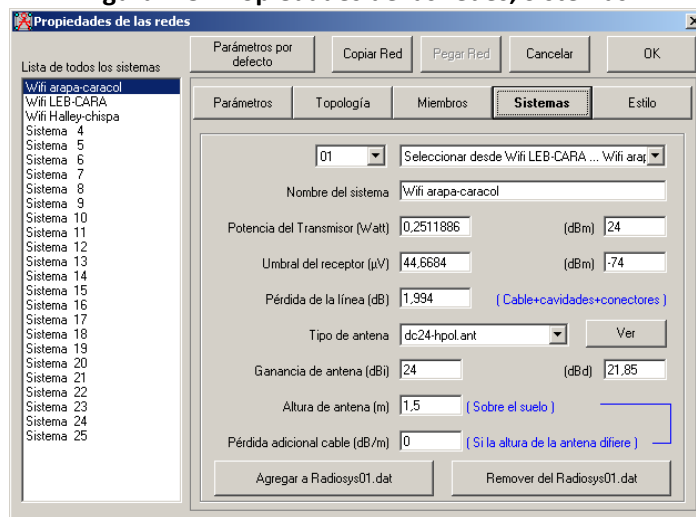 Propiedades de las redes
Lista de todos los sistemas
Parámetros por defecto
Copiar Red
Pegar Red
Cancelar
OK
Wifi arapa-caracol
Wifi LEB-CARA
Wifi Halley-chispa
Sistema 4
Sistema 5
Sistema 6
Sistema 7
Sistema 8
Sistema 9
Sistema 10
Sistema 11
Sistema 12
Sistema 13
Sistema 14
Sistema 15
Sistema 16
Sistema 17
Sistema 18
Sistema 19
Sistema 20
Sistema 21
Sistema 22
Sistema 23
Sistema 24
Sistema 25
Parámetros
Topología
Miembros
Sistemas
Estilo
01
Seleccionar desde Wifi LEB-CARA ... Wifi arap
Nombre del sistema Wifi arapa-caracol
Potencia del Transmisor (Watt) 0,2511886 (dBm) 24
Umbral del receptor (µV) 44,6684 (dBm) -74
Pérdida de la línea (dB) 1,994 ( Cable+cavidades+conectores )
Tipo de antena dc24-hpol.ant Ver
Ganancia de antena (dBi) 24 (dBd) 21,85
Altura de antena (m) 1,5 ( Sobre el suelo )
Pérdida adicional cable (dB/m) 0 ( Si la altura de la antena difiere )
Agregar a Radiosys01.dat
Remover del Radiosys01.dat